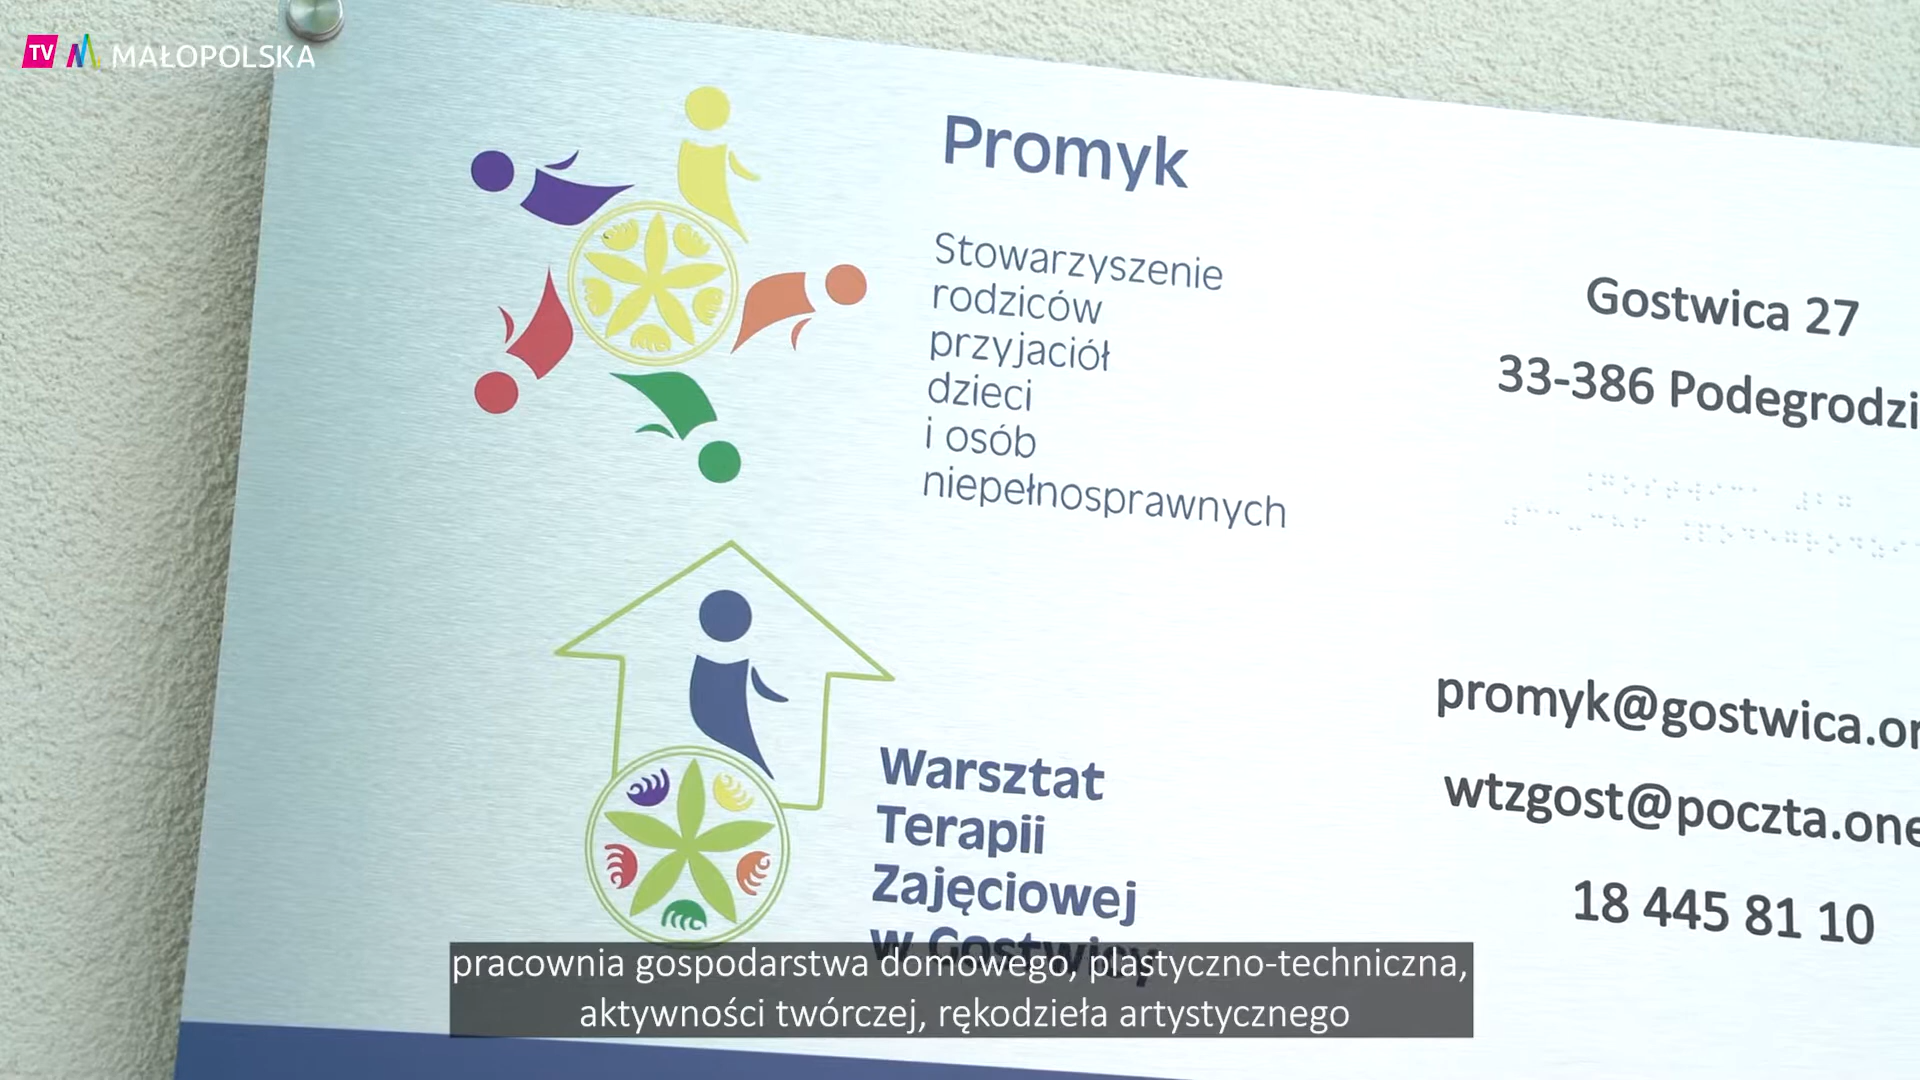 TV MAŁOPOLSKA
Promyk
Stowarzyszenie
rodziców
przyjaciół
dzieci
i osób
niepełnosprawnych
Gostwica 27
33-386 Podegrodzi
Warsztat
Terapii
Zajęciowej
w Gostwicy
promyk@gostwica.or
wtzgost@poczta.one
18 445 81 10
pracownia gospodarstwa domowego, plastyczno-techniczna,
aktywności twórczej, rękodzieła artystycznego